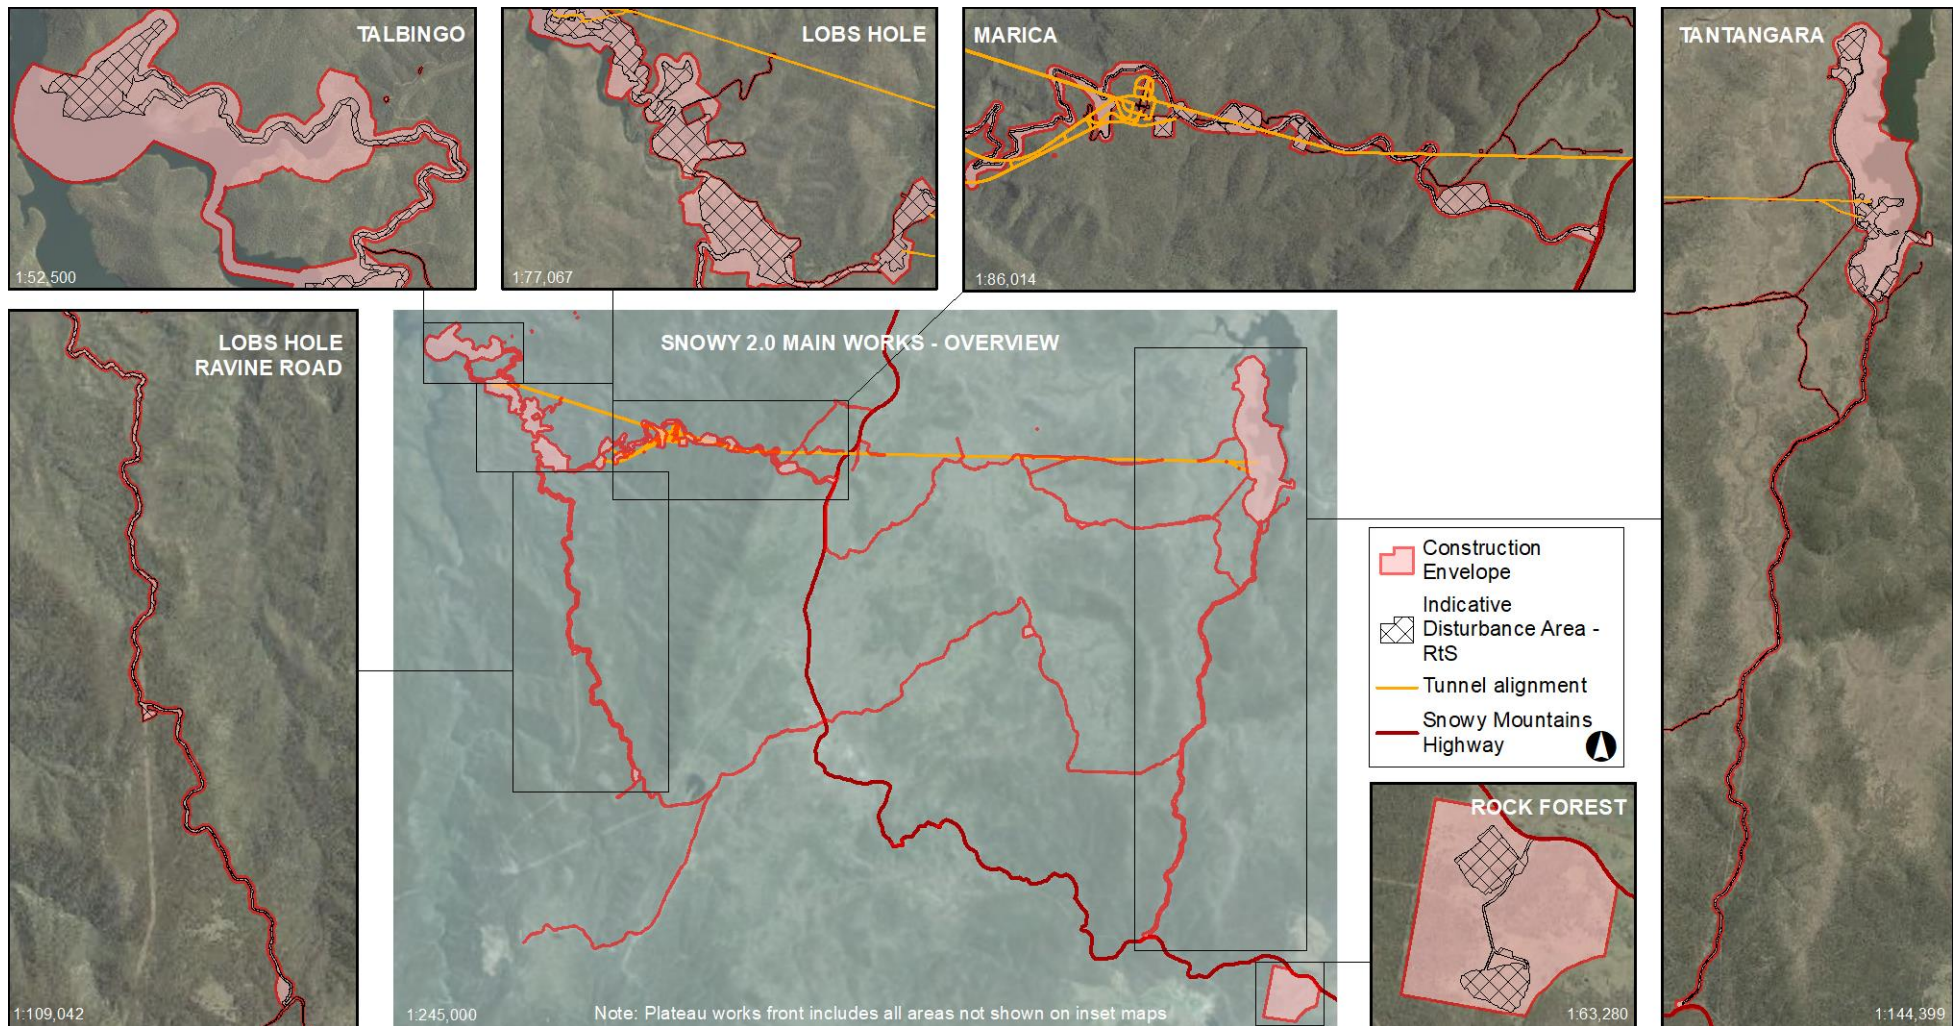 TALBINGO
1:52,500
LOBS HOLE
1:77,067
MARICA
1:86,014
TANTANGARA
1:144,399
LOBS HOLE
RAVINE ROAD
1:109,042
SNOWY 2.0 MAIN WORKS - OVERVIEW
1:245,000
Note: Plateau works front includes all areas not shown on inset maps
Construction
Envelope
Indicative
Disturbance Area -
RtS
Tunnel alignment
Snowy Mountains
Highway
ROCK FOREST
1:63,280